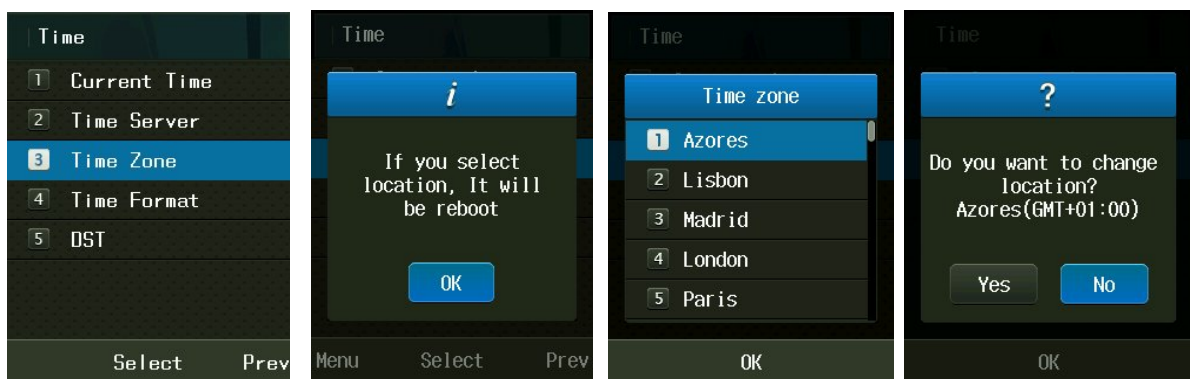 Time
1 Current Time
2 Time Server
3 Time Zone
4 Time Format
5 DST
Select Prev
Time
i
If you select
location, It will
be reboot
OK
Menu Select Prev
Time
Time zone
1 Azores
2 Lisbon
3 Madrid
4 London
5 Paris
OK
Time
?
Do you want to change
location?
Azores(GMT+01:00)
Yes No
OK